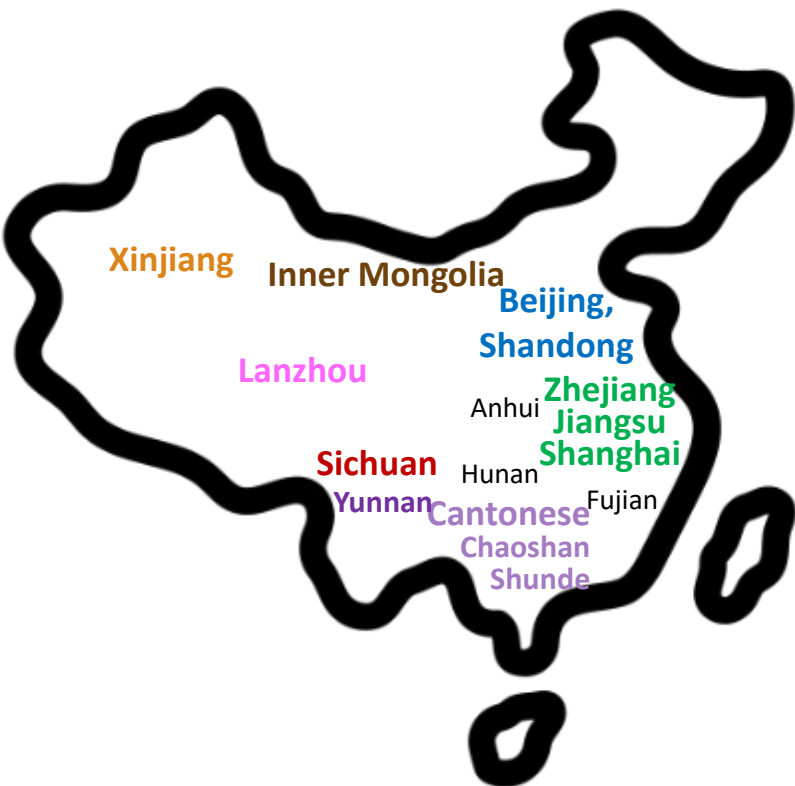 Xinjiang
Inner Mongolia
Beijing,
Shandong
Lanzhou
Zhejiang
Anhui
Jiangsu
Shanghai
Sichuan
Hunan
Yunnan
Fujian
Cantonese
Chaoshan
Shunde